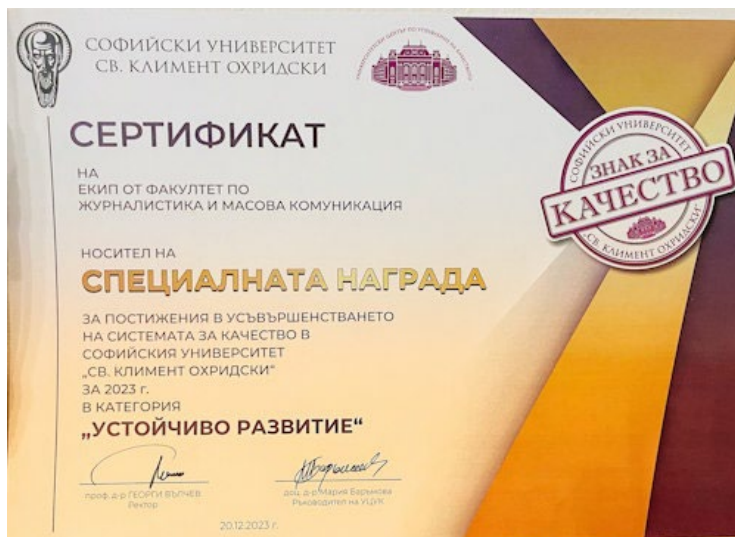 СОФИЙСКИ УНИВЕРСИТЕТ
СВ. КЛИМЕНТ ОХРИДСКИ
СЕРТИФИКАТ
НА
ЕКИП ОТ ФАКУЛТЕТ ПО
ЖУРНАЛИСТИКА И МАСОВА КОМУНИКАЦИЯ
НОСИТЕЛ НА
СПЕЦИАЛНАТА НАГРАДА
ЗА ПОСТИЖЕНИЯ В УСЪВЪРШЕНСТВАНЕТО
НА СИСТЕМАТА ЗА КАЧЕСТВО В
СОФИЙСКИЯ УНИВЕРСИТЕТ
„СВ. КЛИМЕНТ ОХРИДСКИ“
ЗА 2023 г.
В КАТЕГОРИЯ
„УСТОЙЧИВО РАЗВИТИЕ“
проф. д-р ГЕОРГИ ВЪЛЧЕВ
Ректор
доц. д-р Мария
Ръководител на УЦУК
20.12.2023 г.
СОФИЙСКИ УНИВЕРСИТЕТ
ЗНАК ЗА
КАЧЕСТВО
„СВ. КЛИМЕНТ ОХРИДСКИ“